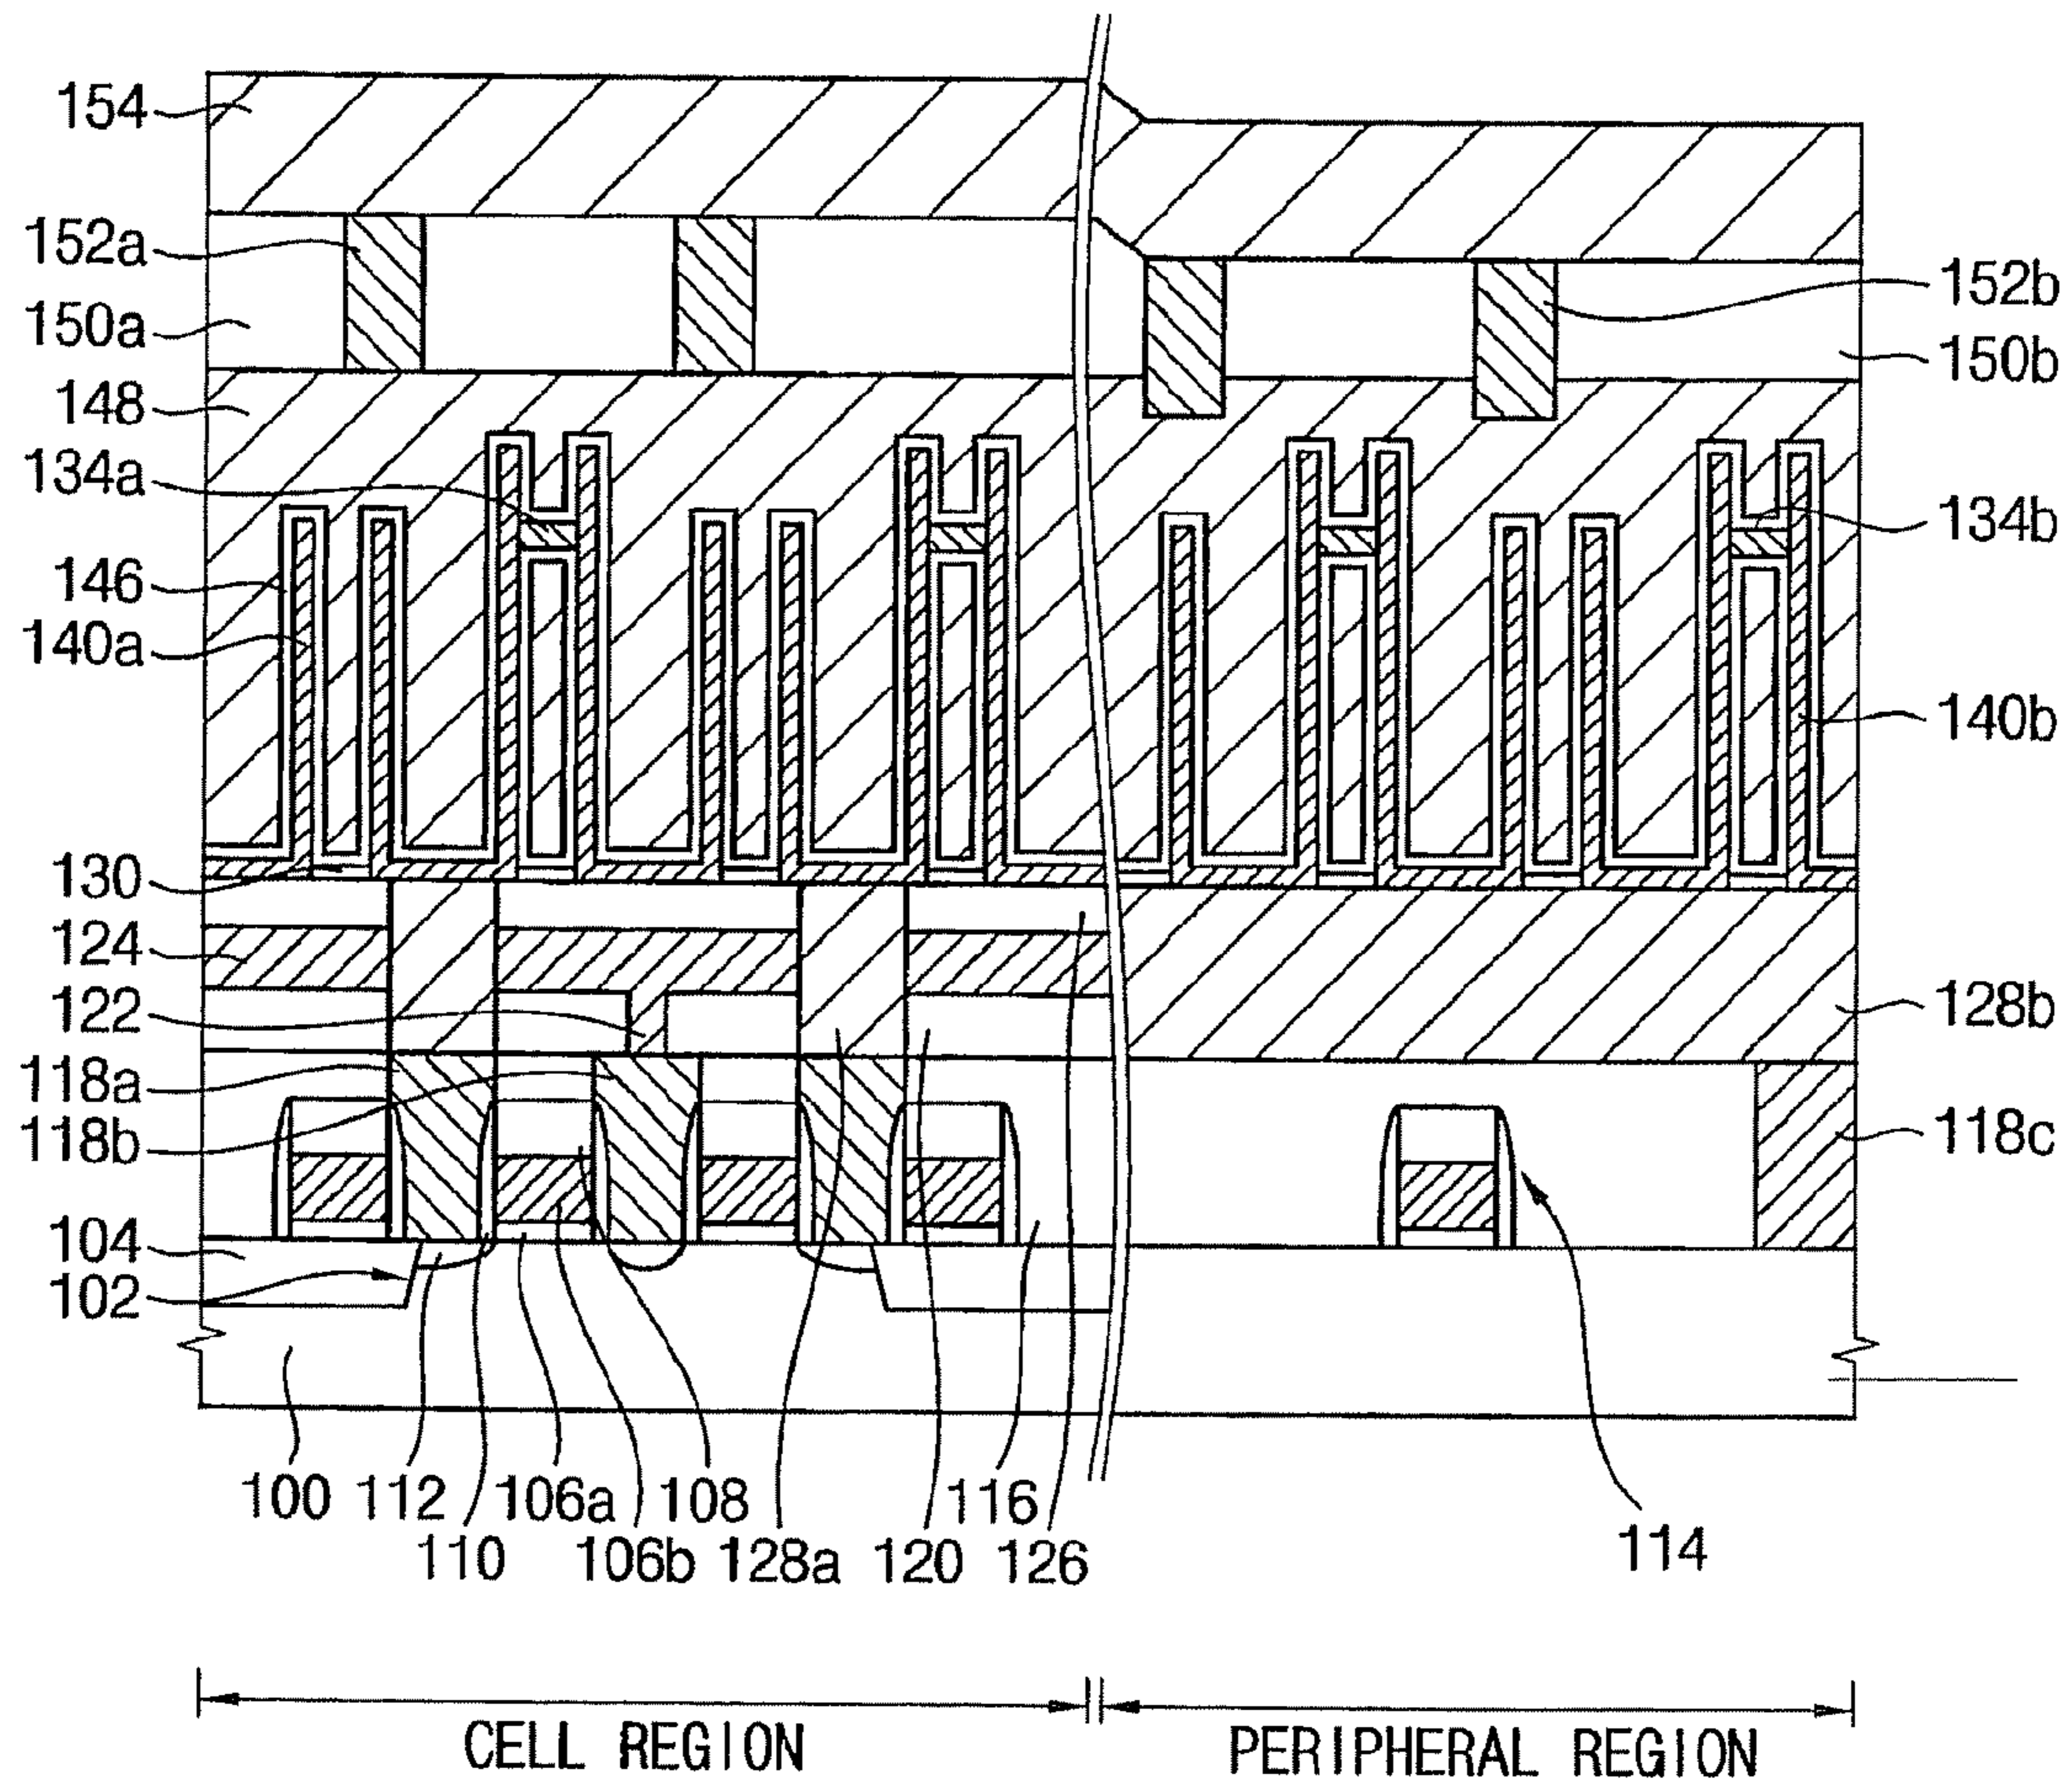 154
152a
150a
148
134a
146
140a
130
124
122
118a
118b
104
102
152b
150b
134b
140b
128b
118c
100 112 106a 108 116
110 106b 128a 120 126
114
CELL REGION PERIPHERAL REGION